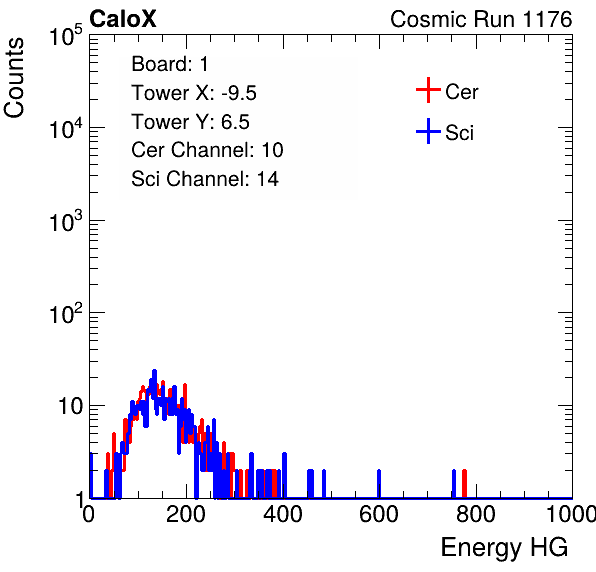 CaloX Cosmic Run 1176
Counts
10^5
10^4
10^3
10^2
10
1
Board: 1
Tower X: -9.5
Tower Y: 6.5
Cer Channel: 10
Sci Channel: 14
Cer
Sci
0 200 400 600 800 1000
Energy HG